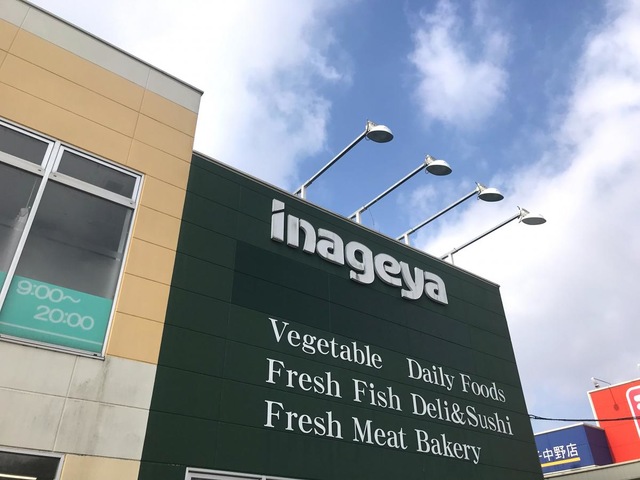 inageya
Vegetable Daily Foods
Fresh Fish Deli&Sushi
Fresh Meat Bakery
9:00〜
20:00
中野店